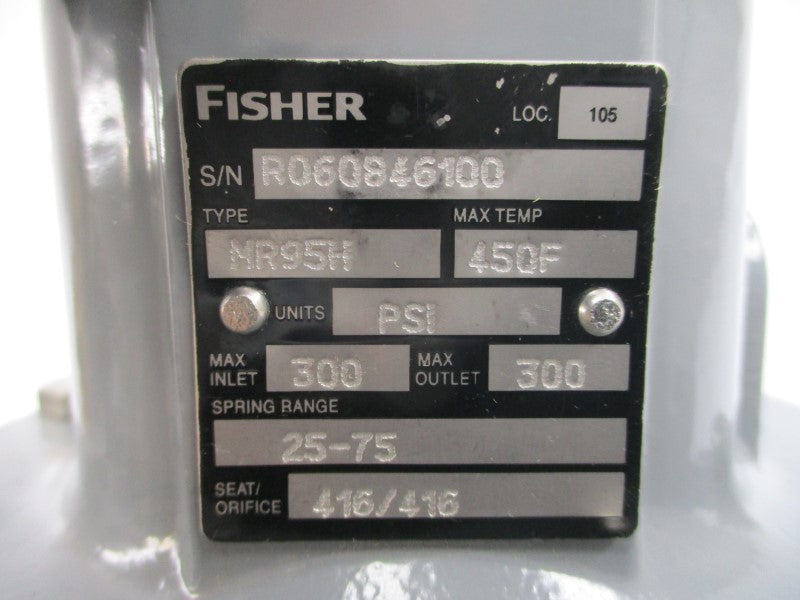 FISHER LOC. 105
S/N R060846100
TYPE MAX TEMP
MR95H 450F
UNITS PSI
MAX INLET 300 MAX OUTLET 300
SPRING RANGE
25-75
SEAT/ ORIFICE 416/416